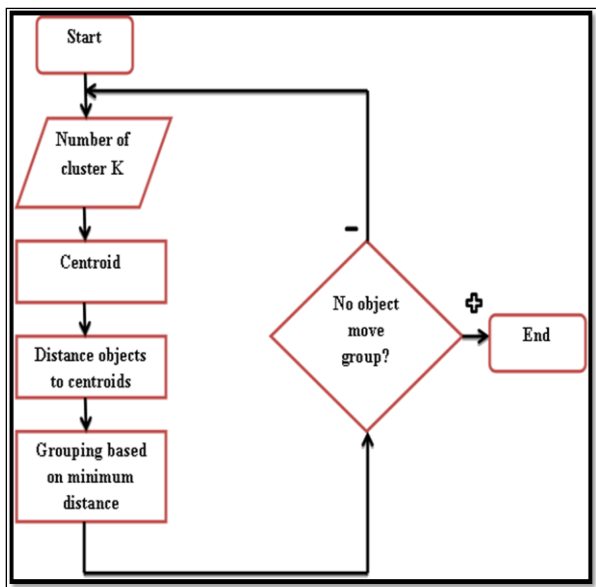 Start
Number of
cluster K
Centroid
Distance objects
to centroids
Grouping based
on minimum
distance
No object
move
group?
-
+
End